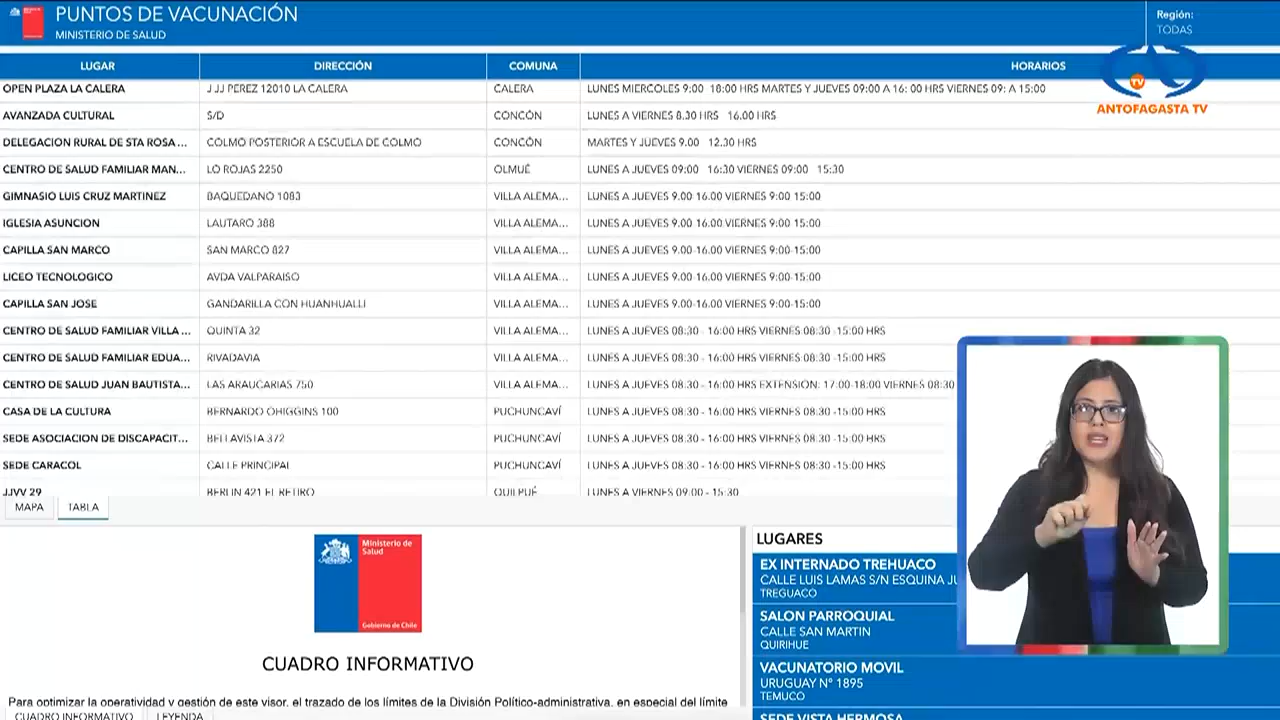 PUNTOS DE VACUNACIÓN
MINISTERIO DE SALUD
Región:
TODAS
TV
ANTOFAGASTA TV
LUGAR DIRECCIÓN COMUNA HORARIOS
OPEN PLAZA LA CALERA J JJ PEREZ 12010 LA CALERA CALERA LUNES MIERCOLES 9:00 18:00 HRS MARTES Y JUEVES 09:00 A 16: 00 HRS VIERNES 09: A 15:00
AVANZADA CULTURAL S/D CONCÓN LUNES A VIERNES 8.30 HRS 16.00 HRS
DELEGACION RURAL DE STA ROSA ... COLMO POSTERIOR A ESCUELA DE COLMO CONCÓN MARTES Y JUEVES 9.00 12.30 HRS
CENTRO DE SALUD FAMILIAR MAN... LO ROJAS 2250 OLMUÉ LUNES A JUEVES 09:00 16:30 VIERNES 09:00 15:30
GIMNASIO LUIS CRUZ MARTINEZ BAQUEDANO 1083 VILLA ALEMA... LUNES A JUEVES 9.00 16.00 VIERNES 9:00 15:00
IGLESIA ASUNCION LAUTARO 388 VILLA ALEMA... LUNES A JUEVES 9.00-16.00 VIERNES 9:00-15:00
CAPILLA SAN MARCO SAN MARCO 827 VILLA ALEMA... LUNES A JUEVES 9.00-16.00 VIERNES 9:00-15:00
LICEO TECNOLOGICO AVDA VALPARAISO VILLA ALEMA... LUNES A JUEVES 9.00-16.00 VIERNES 9:00-15:00
CAPILLA SAN JOSE GANDARILLA CON HUANHUALLI VILLA ALEMA... LUNES A JUEVES 9.00-16.00 VIERNES 9:00-15:00
CENTRO DE SALUD FAMILIAR VILLA ... QUINTA 32 VILLA ALEMA... LUNES A JUEVES 08:30 - 16:00 HRS VIERNES 08:30 -15:00 HRS
CENTRO DE SALUD FAMILIAR EDUA... RIVADAVIA VILLA ALEMA... LUNES A JUEVES 08:30 - 16:00 HRS VIERNES 08:30 -15:00 HRS
CENTRO DE SALUD JUAN BAUTISTA... LAS ARAUCARIAS 750 VILLA ALEMA... LUNES A JUEVES 08:30 - 16:00 HRS EXTENSION: 17:00-18:00 VIERNES 08:30
CASA DE LA CULTURA BERNARDO OHIGGINS 100 PUCHUNCAVÍ LUNES A JUEVES 08:30 - 16:00 HRS VIERNES 08:30 -15:00 HRS
SEDE ASOCIACION DE DISCAPACIT... BELLAVISTA 372 PUCHUNCAVÍ LUNES A JUEVES 08:30 - 16:00 HRS VIERNES 08:30 -15:00 HRS
SEDE CARACOL CALLE PRINCIPAL PUCHUNCAVÍ LUNES A JUEVES 08:30 - 16:00 HRS VIERNES 08:30 -15:00 HRS
JJVV 29 BERLIN 421 EL RETIRO QUILPUÉ LUNES A VIERNES 09:00 - 15:30
MAPA TABLA
Ministerio de
Salud
Gobierno de Chile
CUADRO INFORMATIVO
Para optimizar la operatividad y gestión de este visor, el trazado de los límites de la División Político-administrativa, en especial del límite
CUADRO INFORMATIVO LEYENDA
LUGARES
EX INTERNADO TREHUACO
CALLE LUIS LAMAS S/N ESQUINA
TREGUACO
SALON PARROQUIAL
CALLE SAN MARTIN
QUIRIHUE
VACUNATORIO MOVIL
URUGUAY Nº 1895
TEMUCO
SEDE VISTA HERMOSA